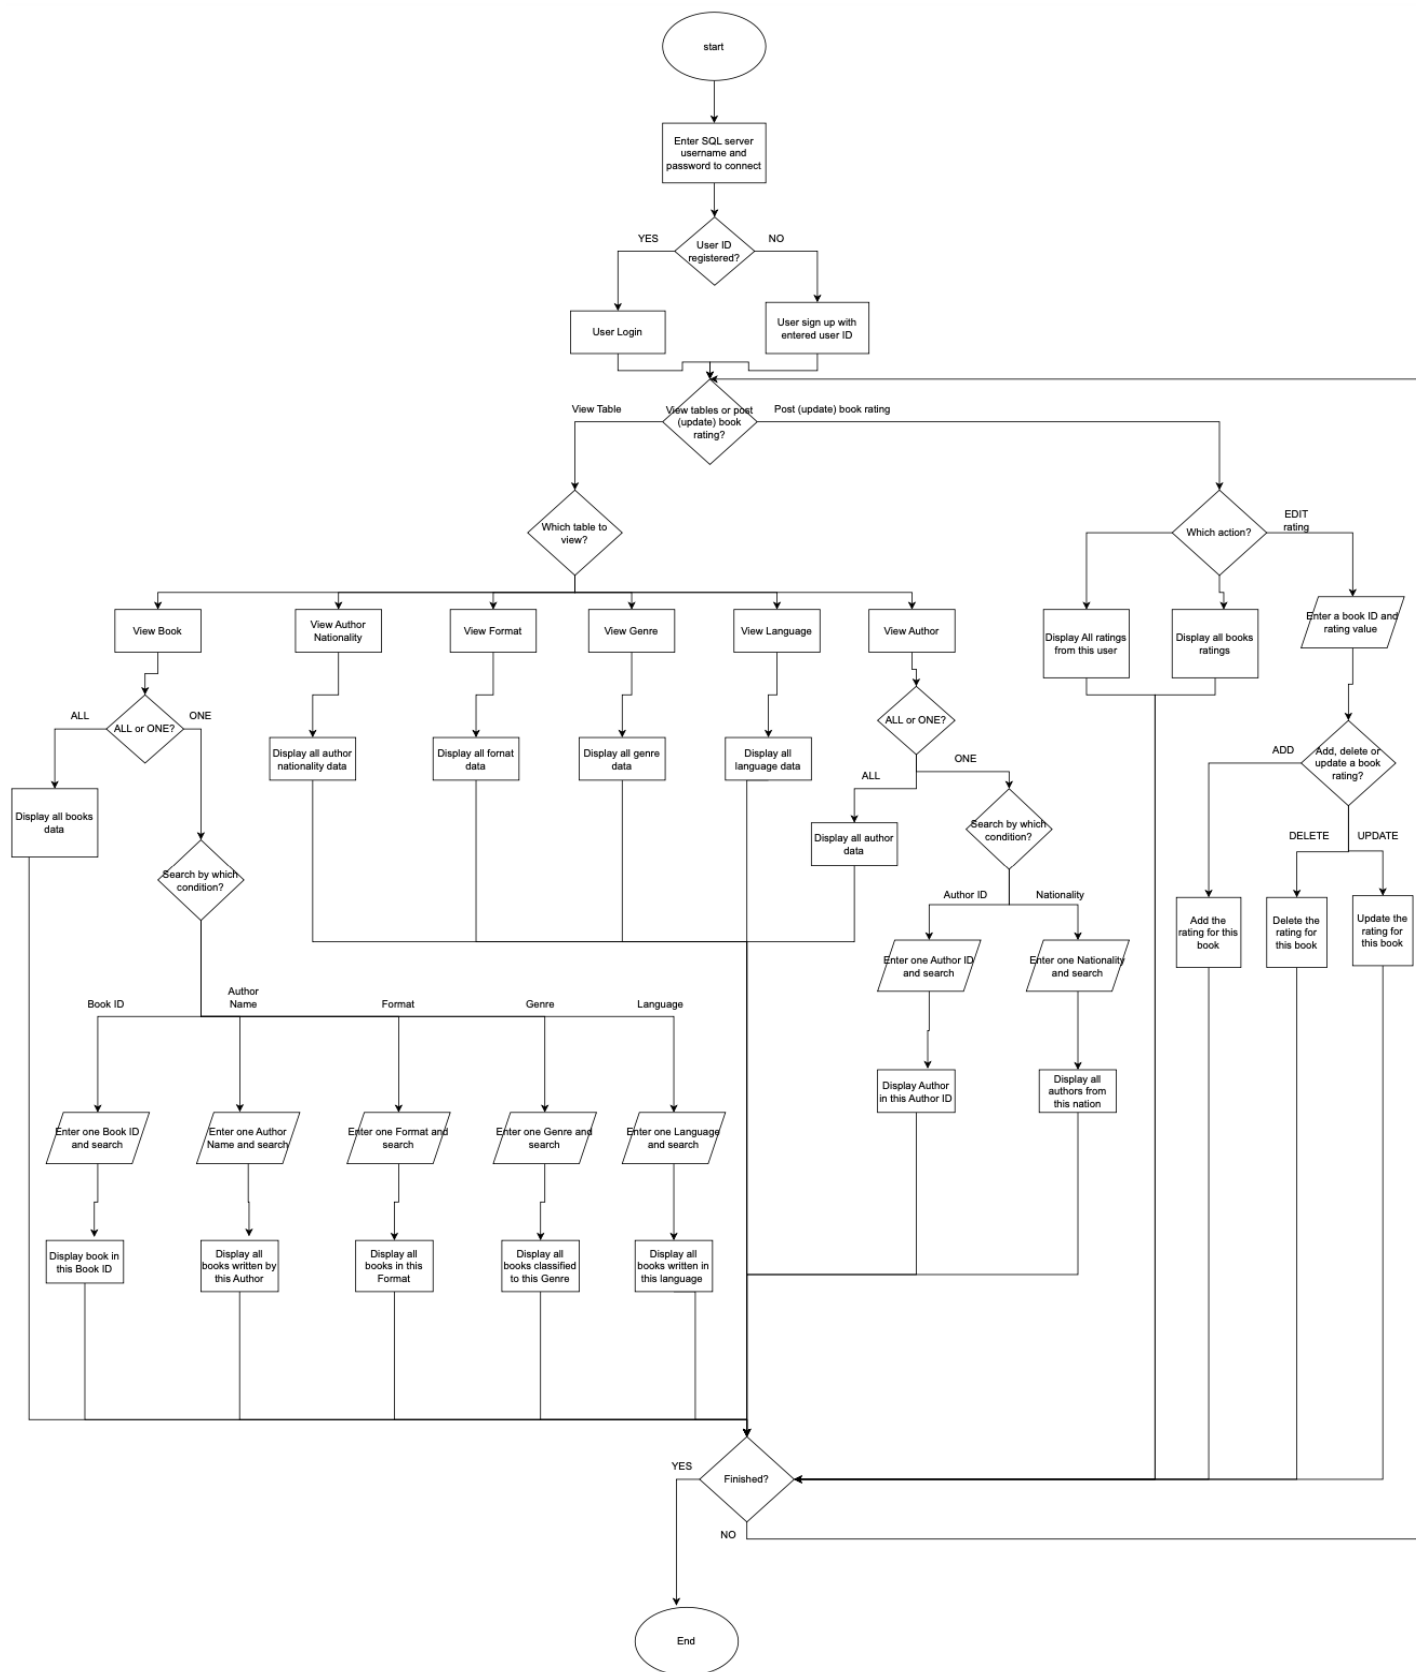 start
Enter SQL server
username and
password to connect
YES
NO
User ID
registered?
User Login
User sign up with
entered user ID
View Table
View tables or post
(update) book
rating?
Post (update) book rating
Which table to
view?
Which action?
EDIT
rating
View Book
View Author
Nationality
View Format
View Genre
View Language
View Author
Display All ratings
from this user
Display all books
ratings
Enter a book ID and
rating value
ALL
ALL or ONE?
ONE
Display all author
nationality data
Display all format
data
Display all genre
data
Display all
language data
ALL or ONE?
ALL
ONE
ADD
Add, delete or
update a book
rating?
Display all books
data
Display all author
data
Search by which
condition?
DELETE
UPDATE
Search by which
condition?
Author ID
Nationality
Add the
rating for this
book
Delete the
rating for
this book
Update the
rating for
this book
Enter one Author ID
and search
Enter one Nationality
and search
Book ID
Author
Name
Format
Genre
Language
Display Author
in this Author ID
Display all
authors from
this nation
Enter one Book ID
and search
Enter one Author
Name and search
Enter one Format and
search
Enter one Genre and
search
Enter one Language
and search
Display book in
this Book ID
Display all
books written by
this Author
Display all
books in this
Format
Display all
books classified
to this Genre
Display all
books written in
this language
YES
Finished?
NO
End